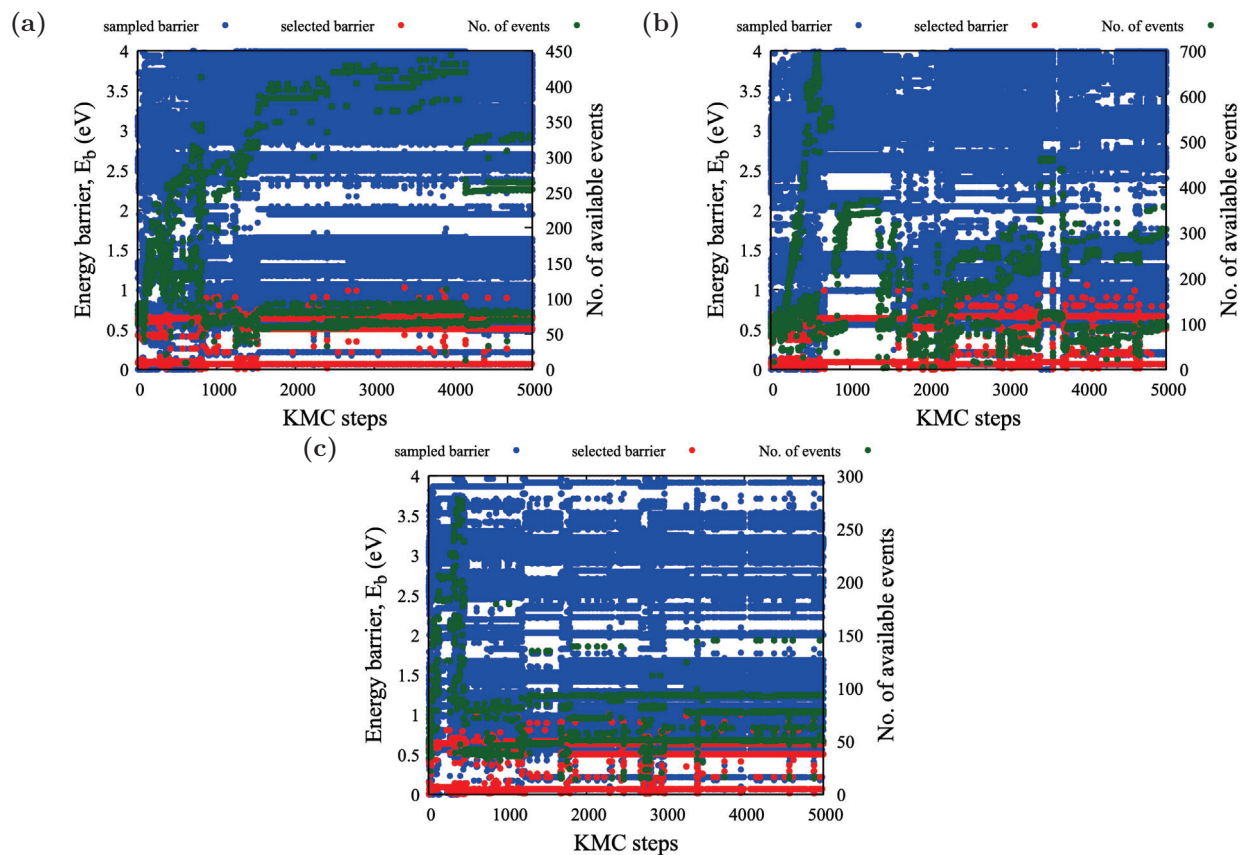 (a)
sampled barrier selected barrier No. of events
4
3.5
3
2.5
2
1.5
1
0.5
0
Energy barrier, E_b (eV)
450
400
350
300
250
200
150
100
50
0
No. of available events
0 1000 2000 3000 4000 5000
KMC steps
(b)
sampled barrier selected barrier No. of events
4
3.5
3
2.5
2
1.5
1
0.5
0
Energy barrier, E_b (eV)
700
600
500
400
300
200
100
0
No. of available events
0 1000 2000 3000 4000 5000
KMC steps
(c)
sampled barrier selected barrier No. of events
4
3.5
3
2.5
2
1.5
1
0.5
0
Energy barrier, E_b (eV)
300
250
200
150
100
50
0
No. of available events
0 1000 2000 3000 4000 5000
KMC steps